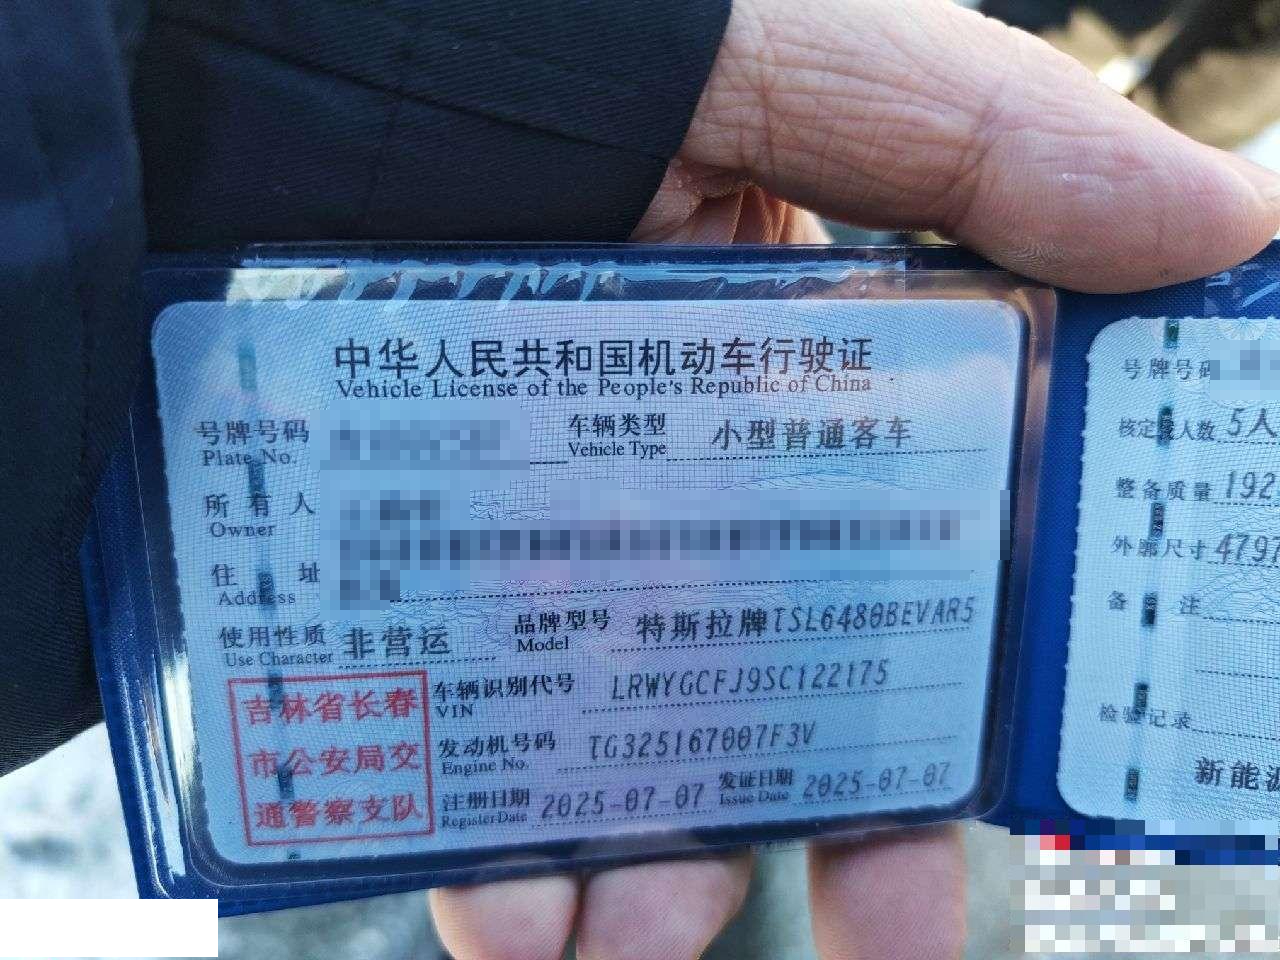 中华人民共和国机动车行驶证
Vehicle License of the People's Republic of China
号牌号码
Plate No.
车辆类型 小型普通客车
Vehicle Type
所有人
Owner
住址
Address
使用性质 非营运
Use Character
品牌型号 特斯拉牌TSL6480BEVAR5
Model
吉林省长春
市公安局交
通警察支队
车辆识别代号 LRWYGCFJ9SC122175
VIN
发动机号码 TG325167007F3V
Engine No.
注册日期 2025-07-07
Register Date
发证日期 2025-07-07
Issue Date
号牌号码
核定载人数 5人
整备质量 192
外廓尺寸 4797
备注
检验记录
新能源